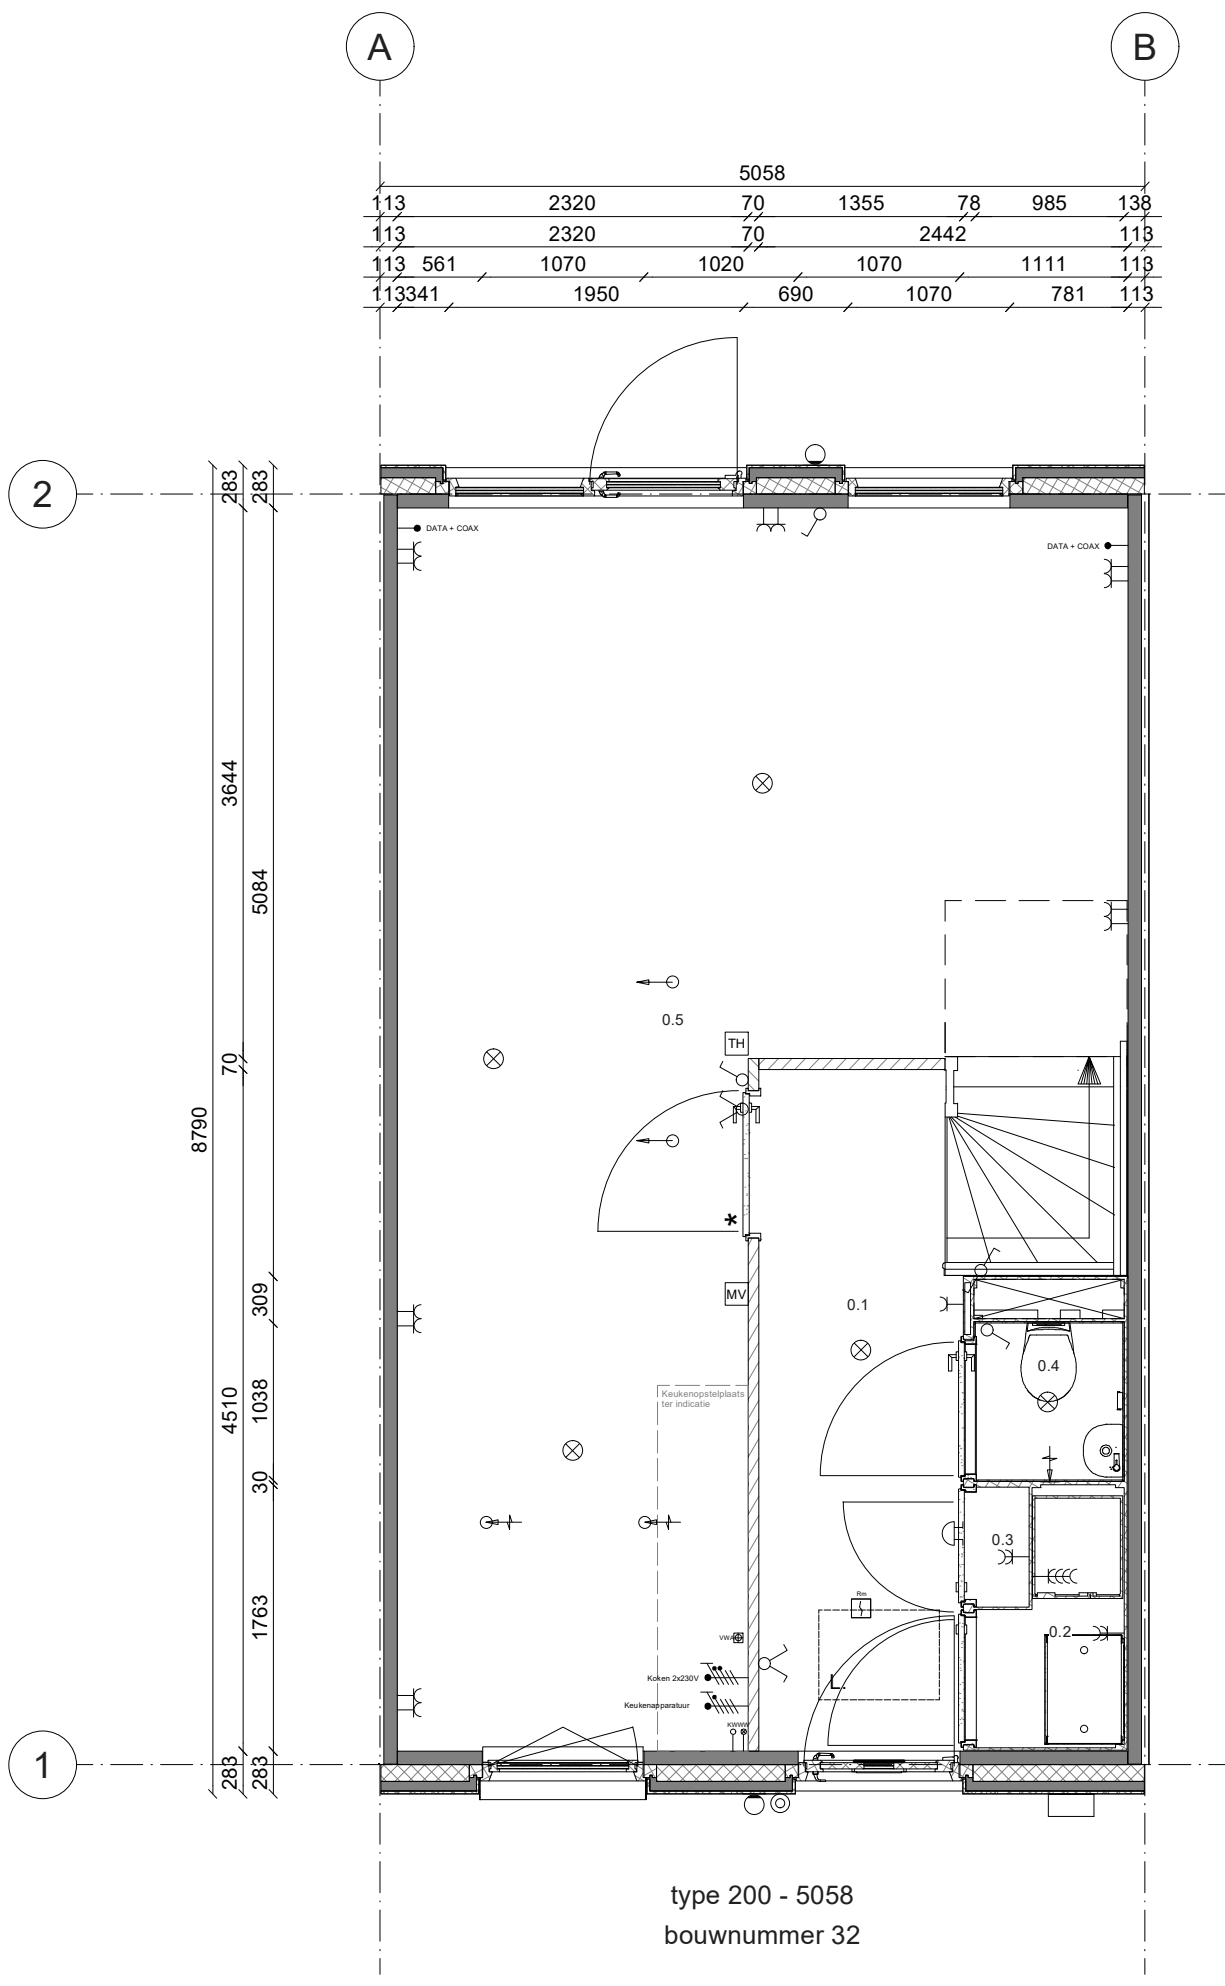 A
B
5058
113 2320 70 1355 78 985 138
113 2320 70 2442 113
113 561 1070 1020 1070 1111 113
113 341 1950 690 1070 781 113
2
283
283
DATA + COAX
DATA + COAX
3644
5084
0.5
TH
70
8790
*
MV
309
0.1
0.4
Keukenopstelplaats
ter indicatie
1038
4510
30
0.3
Rm
1763
0.2
Koken 2x230V
L.
Keukenapparatuur
1
283
283
type 200 - 5058
bouwnummer 32